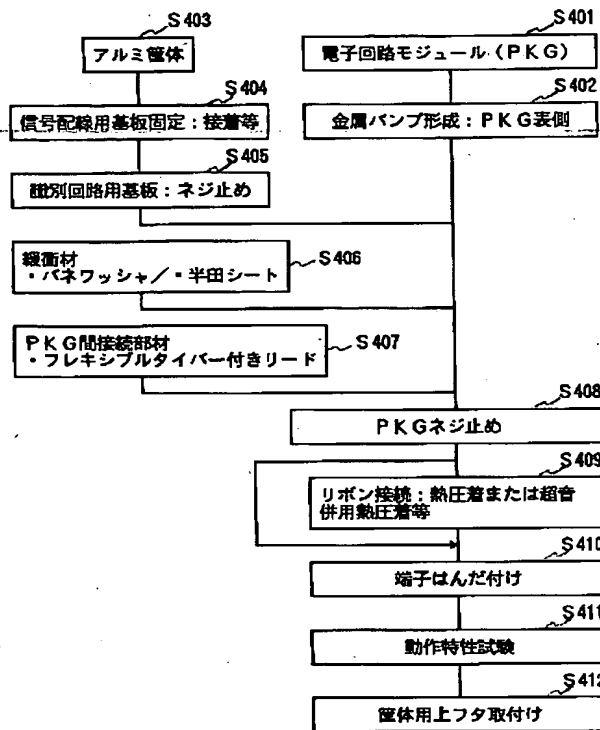 S403
アルミ筐体
S401
電子回路モジュール(PKG)
S404
信号配線用基板固定:接着等
S402
金属バンプ形成:PKG表側
S405
識別回路用基板:ネジ止め
緩衝材
・バネワッシャ/・半田シート
S406
PKG間接続部材
・フレキシブルタイバー付きリード
S407
S408
PKGネジ止め
S409
リボン接続:熱圧着または超音
併用熱圧着等
S410
端子はんだ付け
S411
動作特性試験
S412
筐体用上フタ取付け